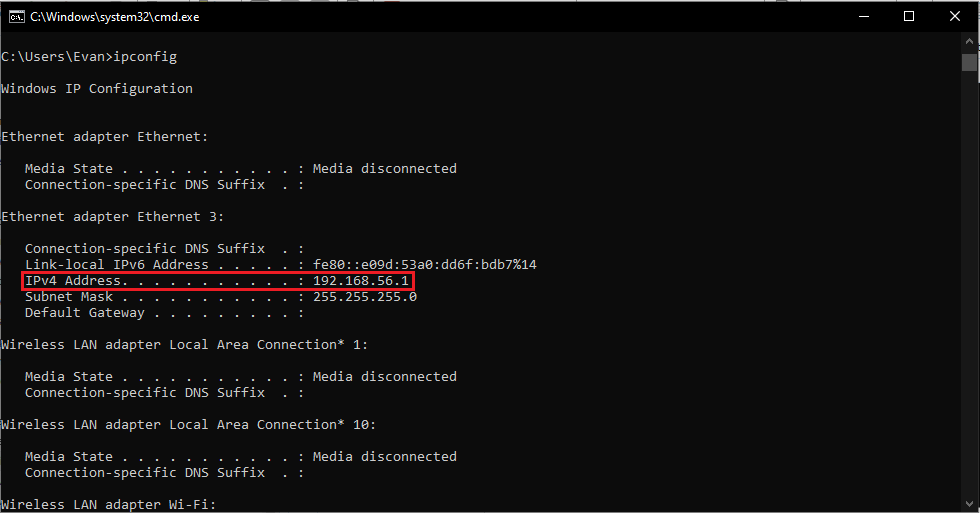 C:\Windows\system32\cmd.exe
C:\Users\Evan>ipconfig
Windows IP Configuration
Ethernet adapter Ethernet:
Media State . . . . . . . . . . . : Media disconnected
Connection-specific DNS Suffix  . :
Ethernet adapter Ethernet 3:
Connection-specific DNS Suffix  . :
Link-local IPv6 Address . . . . . : fe80::e09d:53a0:dd6f:bdb7%14
IPv4 Address. . . . . . . . . . . : 192.168.56.1
Subnet Mask . . . . . . . . . . . : 255.255.255.0
Default Gateway . . . . . . . . . :
Wireless LAN adapter Local Area Connection* 1:
Media State . . . . . . . . . . . : Media disconnected
Connection-specific DNS Suffix  . :
Wireless LAN adapter Local Area Connection* 10:
Media State . . . . . . . . . . . : Media disconnected
Connection-specific DNS Suffix  . :
Wireless LAN adapter Wi-Fi: